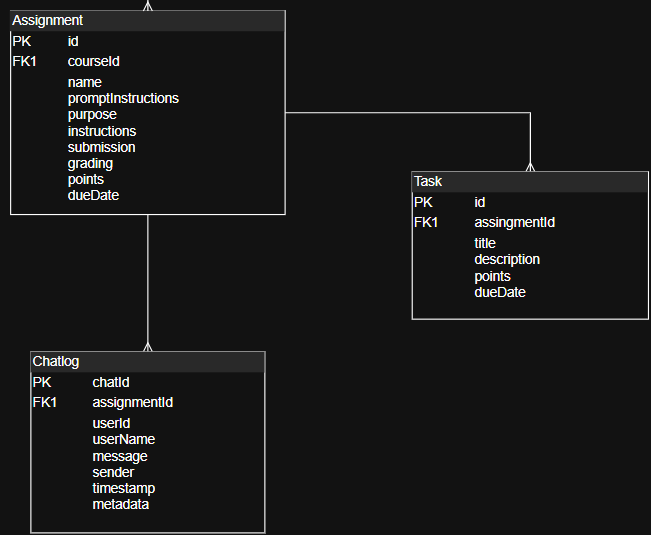 Assignment
PK id
FK1 courseId
name
promptInstructions
purpose
instructions
submission
grading
points
dueDate
Task
PK id
FK1 assingmentId
title
description
points
dueDate
Chatlog
PK chatId
FK1 assignmentId
userId
userName
message
sender
timestamp
metadata